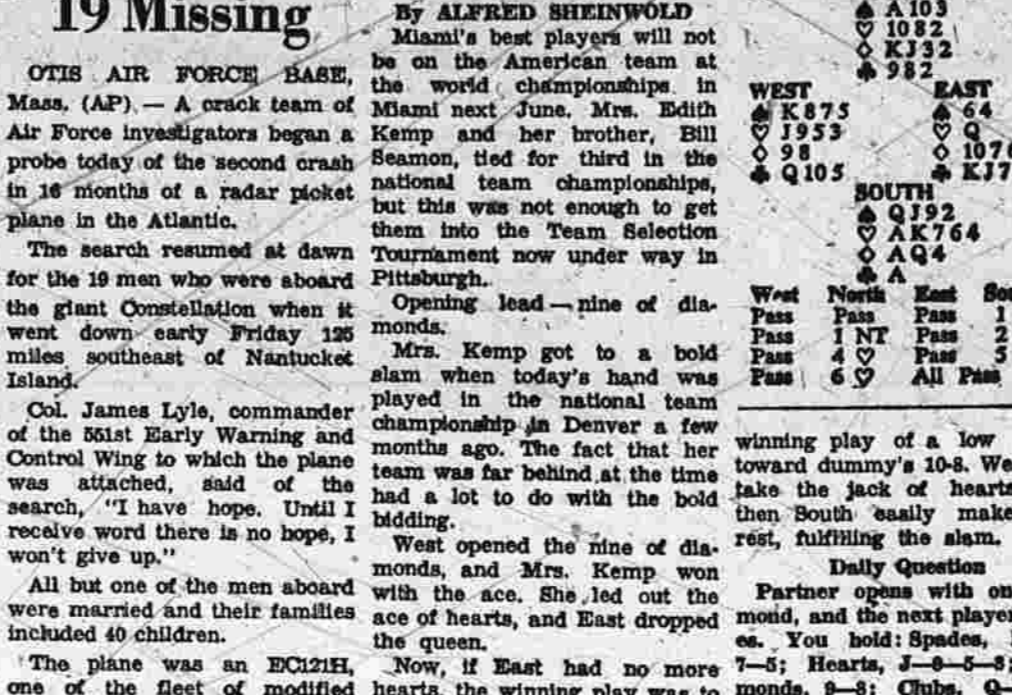 19 Missing
OTIS AIR FORCE BASE,
Mass. (AP) — A crack team of
Air Force investigators began a
probe today of the second crash
in 16 months of a radar picket
plane in the Atlantic.
The search resumed at dawn
for the 19 men who were aboard
the giant Constellation when it
went down early Friday 125
miles southeast of Nantucket
Island.
Col. James Lyle, commander
of the 551st Early Warning and
Control Wing to which the plane
was attached, said of the
search, "I have hope. Until I
receive word there is no hope, I
won't give up."
All but one of the men aboard
were married and their families
included 40 children.
The plane was an EC121H,
one of the fleet of modified
By ALFRED SHEINWOLD
Miami's best players will not
be on the American team at
the world championships in
Miami next June. Mrs. Edith
Kemp and her brother, Bill
Seamon, tied for third in the
national team championships,
but this was not enough to get
them into the Team Selection
Tournament now under way in
Pittsburgh.
Opening lead — nine of dia-
monds.
Mrs. Kemp got to a bold
slam when today's hand was
played in the national team
championship in Denver a few
months ago. The fact that her
team was far behind at the time
had a lot to do with the bold
bidding.
West opened the nine of dia-
monds, and Mrs. Kemp won
with the ace. She led out the
ace of hearts, and East dropped
the queen.
Now, if East had no more
hearts, the winning play was to
♠ A 10 3
♡ 10 8 2
♢ K J 3 2
♣ 9 8 2
WEST EAST
♠ K 8 7 5 ♠ 6 4
♡ J 9 5 3 ♡ Q
♢ 9 8 ♢ 10 7 6
♣ Q 10 5 ♣ K J 7
SOUTH
♠ Q J 9 2
♡ A K 7 6 4
♢ A Q 4
♣ A
West North East Sou
Pass Pass Pass 1
Pass 1 NT Pass 2
Pass 4 ♡ Pass 5
Pass 6 ♡ All Pass
winning play of a low
toward dummy's 10-8. We
take the jack of hearts
then South easily make
rest, fulfilling the slam.
Daily Question
Partner opens with on
mond, and the next player
es. You hold: Spades,
7—5; Hearts,
monds, 9—8; Clubs, Q—